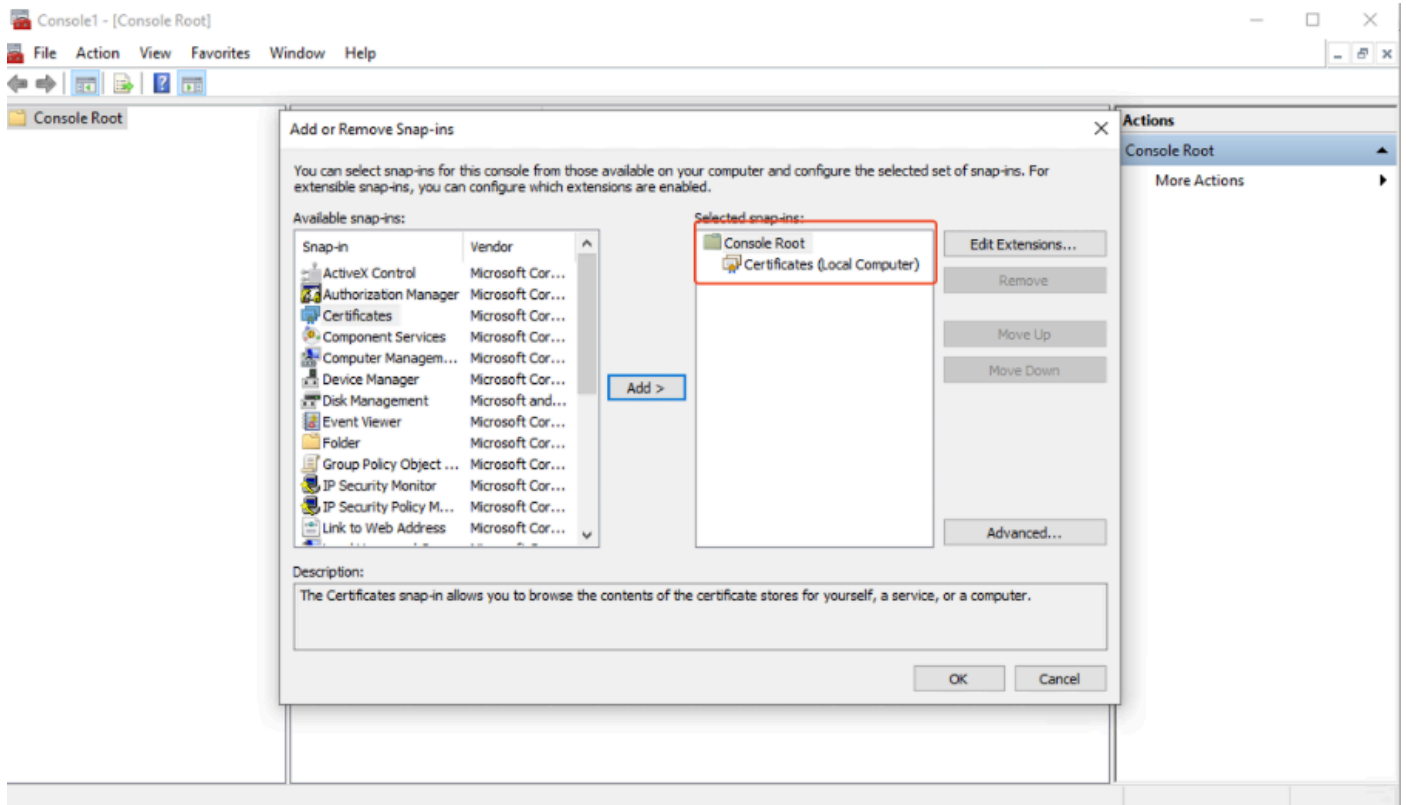 Console1 - [Console Root]
File Action View Favorites Window Help
Console Root
Add or Remove Snap-ins
You can select snap-ins for this console from those available on your computer and configure the selected set of snap-ins. For
extensible snap-ins, you can configure which extensions are enabled.
Available snap-ins:
Snap-in Vendor
ActiveX Control Microsoft Cor...
Authorization Manager Microsoft Cor...
Certificates Microsoft Cor...
Component Services Microsoft Cor...
Computer Managem... Microsoft Cor...
Device Manager Microsoft Cor...
Disk Management Microsoft and...
Event Viewer Microsoft Cor...
Folder Microsoft Cor...
Group Policy Object ... Microsoft Cor...
IP Security Monitor Microsoft Cor...
IP Security Policy M... Microsoft Cor...
Link to Web Address Microsoft Cor...
Add >
Selected snap-ins:
Console Root
Certificates (Local Computer)
Edit Extensions...
Remove
Move Up
Move Down
Advanced...
Description:
The Certificates snap-in allows you to browse the contents of the certificate stores for yourself, a service, or a computer.
OK Cancel
Actions
Console Root
More Actions